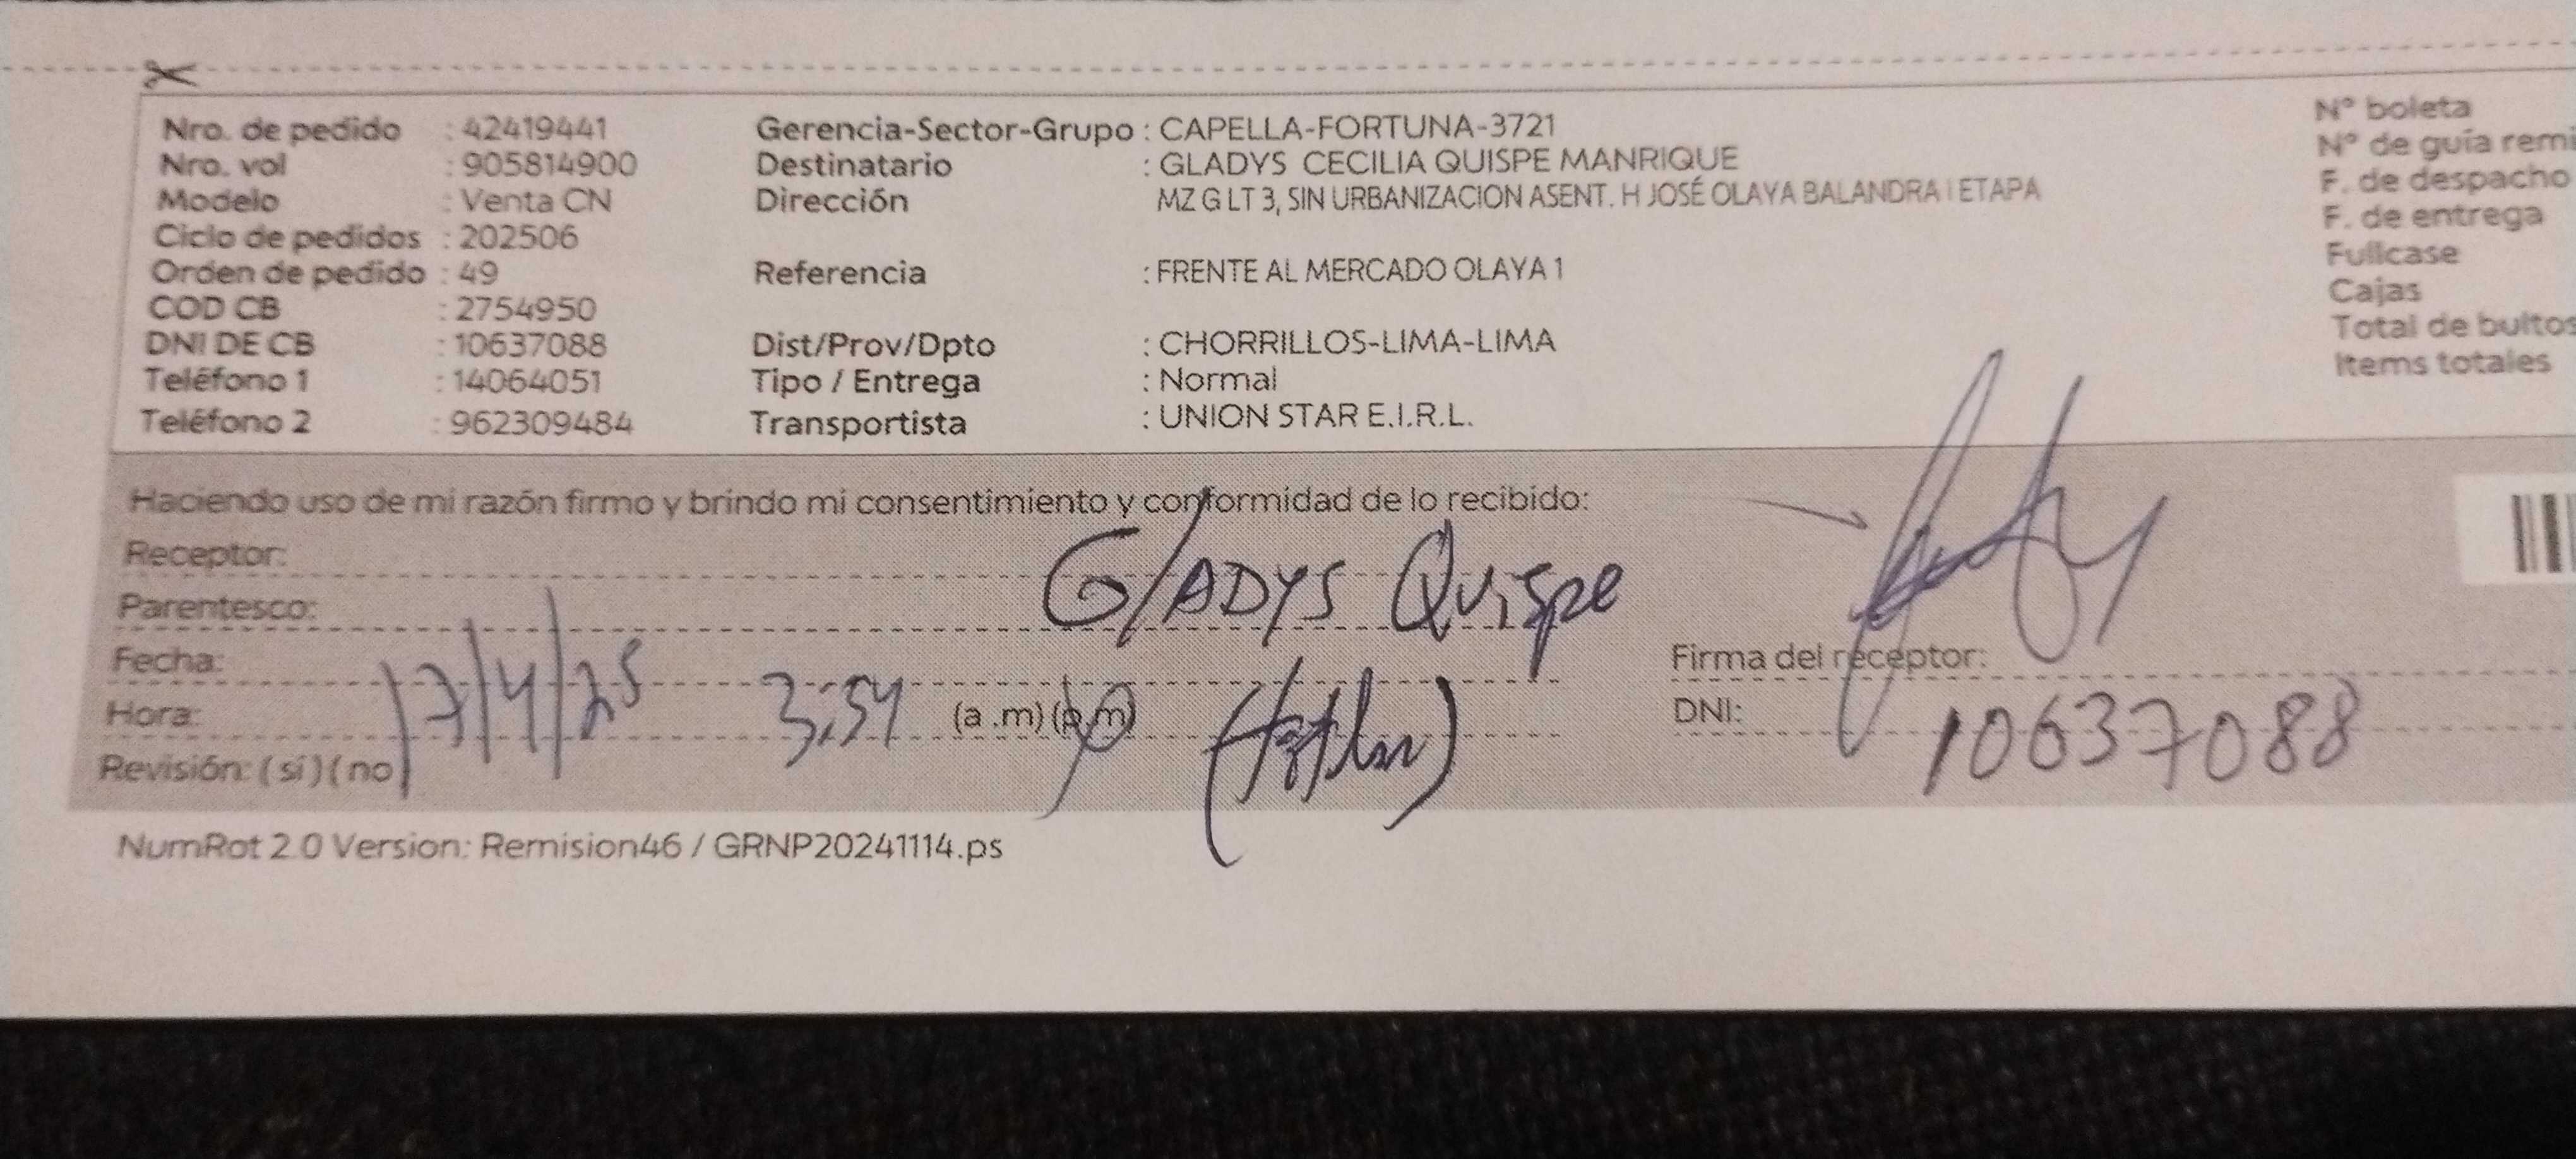 Nro. de pedido : 42419441 Gerencia-Sector-Grupo : CAPELLA-FORTUNA-3721 N° boleta
Nro. vol : 905814900 Destinatario : GLADYS CECILIA QUISPE MANRIQUE N° de guía remi
Modelo : Venta CN Dirección MZ G LT 3, SIN URBANIZACION ASENT. H JOSÉ OLAYA BALANDRA I ETAPA F. de despacho
Ciclo de pedidos : 202506 F. de entrega
Orden de pedido : 49 Referencia : FRENTE AL MERCADO OLAYA 1 Fullcase
COD CB : 2754950 Cajas
DNI DE CB : 10637088 Dist/Prov/Dpto : CHORRILLOS-LIMA-LIMA Total de bultos
Teléfono 1 : 14064051 Tipo / Entrega : Normal Items totales
Teléfono 2 : 962309484 Transportista : UNION STAR E.I.R.L.
Haciendo uso de mi razón firmo y brindo mi consentimiento y conformidad de lo recibido:
Receptor: GLADYS Quispe
Parentesco:
Fecha: 17/4/25 Firma del receptor:
Hora: 3:54 (a .m) (p.m) (titular) DNI: 10637088
Revisión: ( sí ) ( no )
NumRot 2.0 Version: Remision46 / GRNP20241114.ps